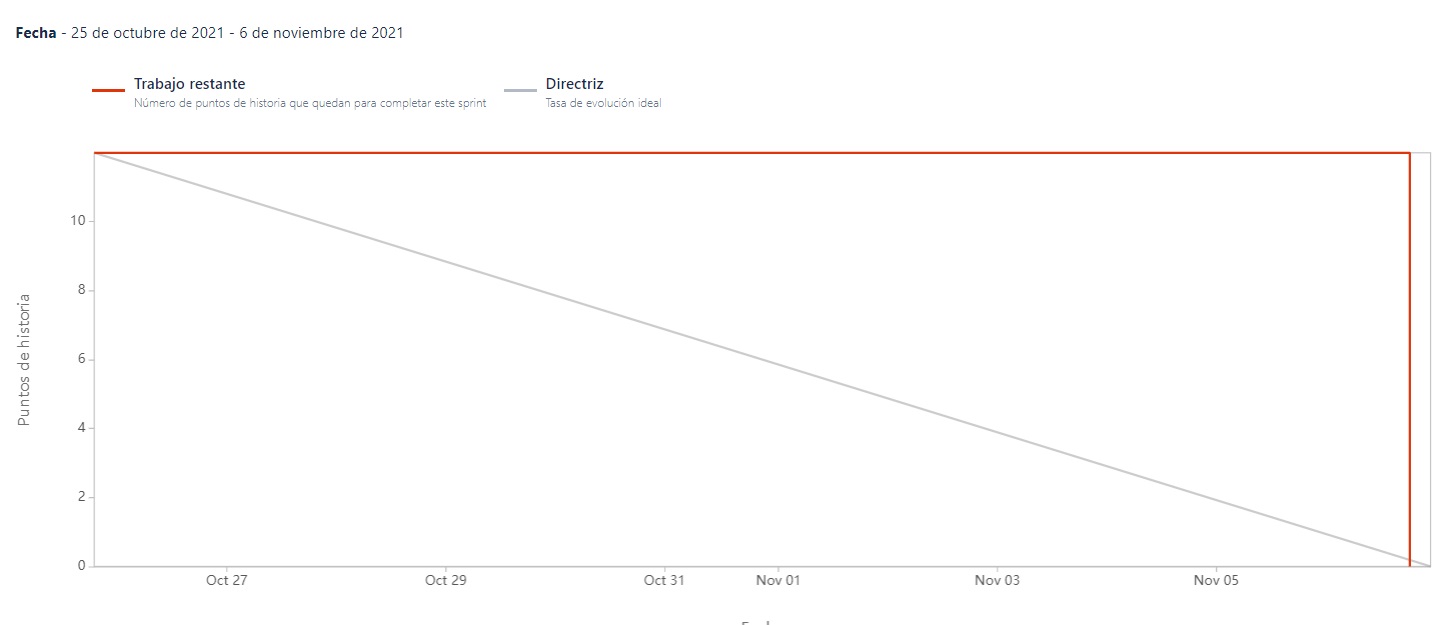 Fecha - 25 de octubre de 2021 - 6 de noviembre de 2021
Trabajo restante
Número de puntos de historia que quedan para completar este sprint
Directriz
Tasa de evolución ideal
Puntos de historia
10
8
6
4
2
0
Oct 27 Oct 29 Oct 31 Nov 01 Nov 03 Nov 05